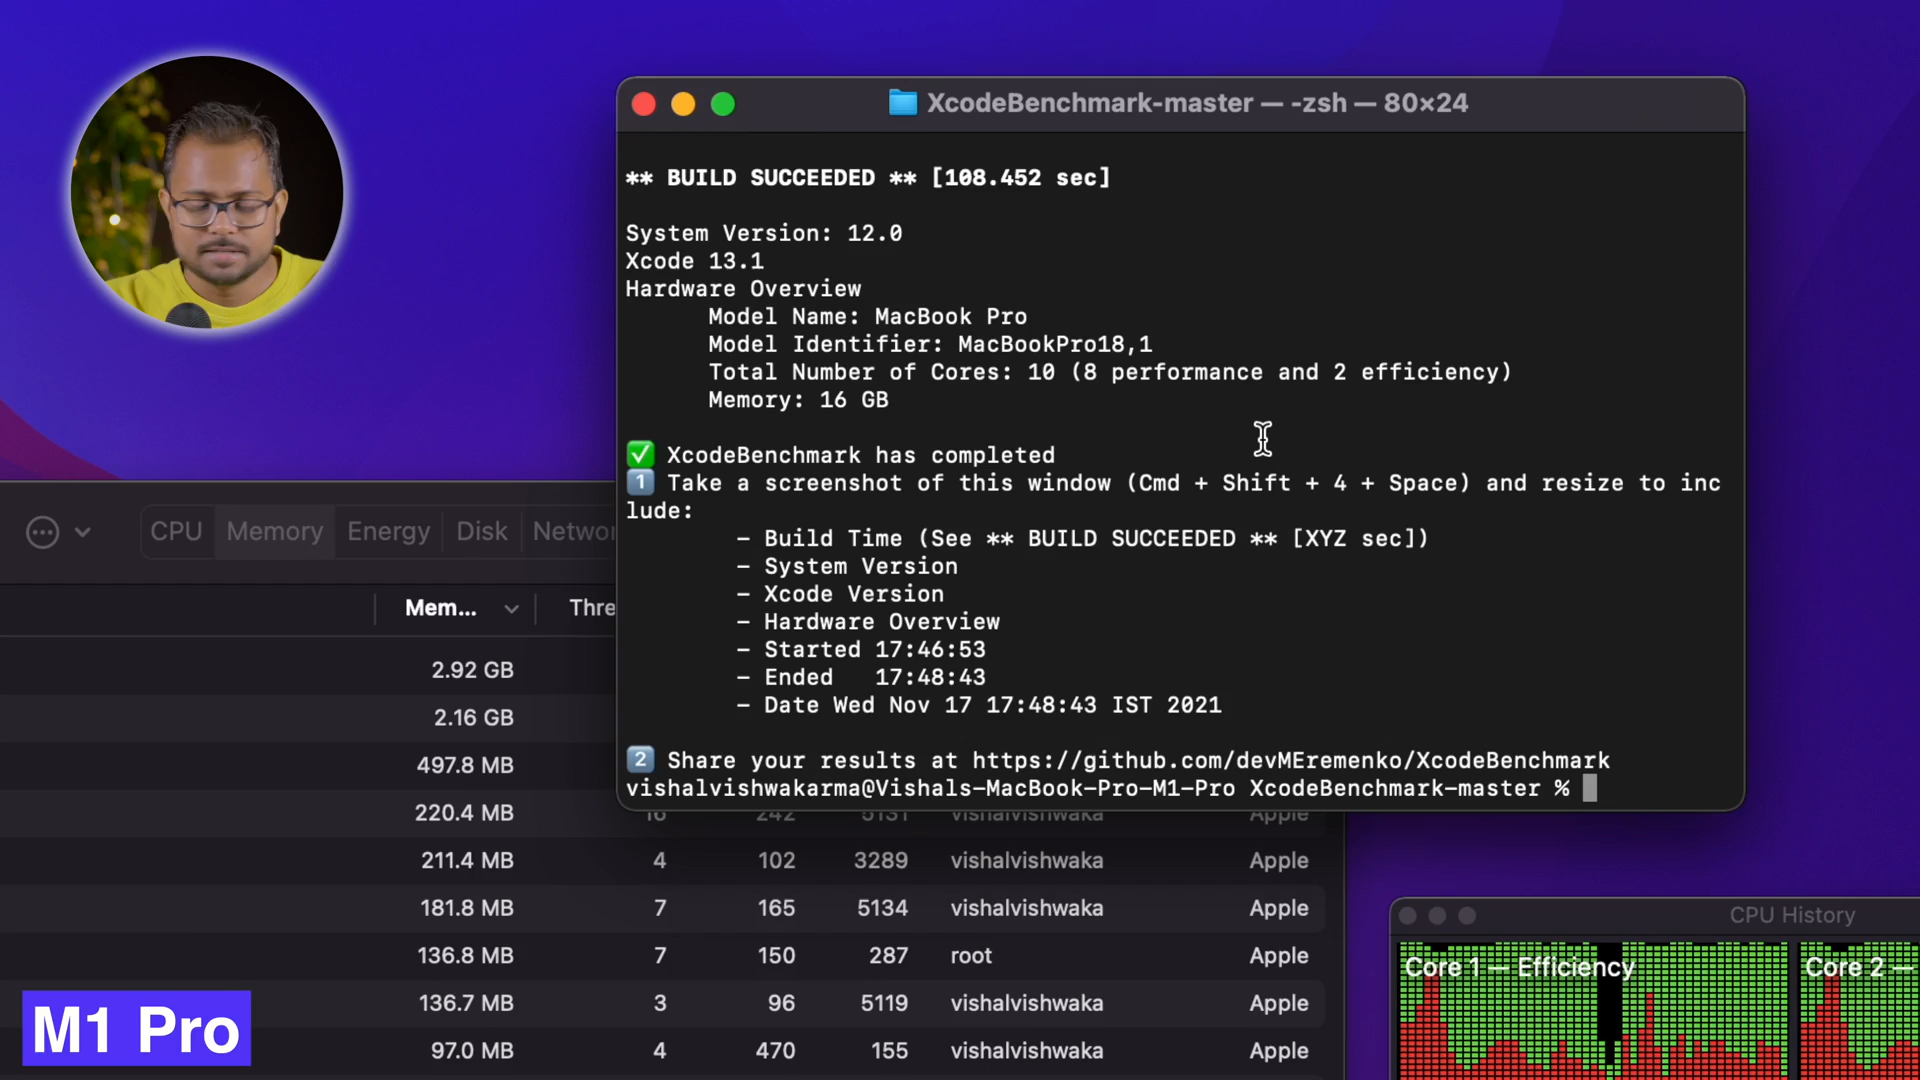 XcodeBenchmark-master — -zsh — 80×24
** BUILD SUCCEEDED ** [108.452 sec]
System Version: 12.0
Xcode 13.1
Hardware Overview
Model Name: MacBook Pro
Model Identifier: MacBookPro18,1
Total Number of Cores: 10 (8 performance and 2 efficiency)
Memory: 16 GB
✅ XcodeBenchmark has completed
1️⃣ Take a screenshot of this window (Cmd + Shift + 4 + Space) and resize to inc
lude:
– Build Time (See ** BUILD SUCCEEDED ** [XYZ sec])
– System Version
– Xcode Version
– Hardware Overview
– Started 17:46:53
– Ended   17:48:43
– Date Wed Nov 17 17:48:43 IST 2021
2️⃣ Share your results at https://github.com/devMEremenko/XcodeBenchmark
vishalvishwakarma@Vishals-MacBook-Pro-M1-Pro XcodeBenchmark-master %
CPU Memory Energy Disk Networ
Mem... Thre
2.92 GB
2.16 GB
497.8 MB
220.4 MB 16 242 5131 vishalvishwaka Apple
211.4 MB 4 102 3289 vishalvishwaka Apple
181.8 MB 7 165 5134 vishalvishwaka Apple
136.8 MB 7 150 287 root Apple
136.7 MB 3 96 5119 vishalvishwaka Apple
97.0 MB 4 470 155 vishalvishwaka Apple
CPU History
Core 1 — Efficiency
Core 2 —
M1 Pro